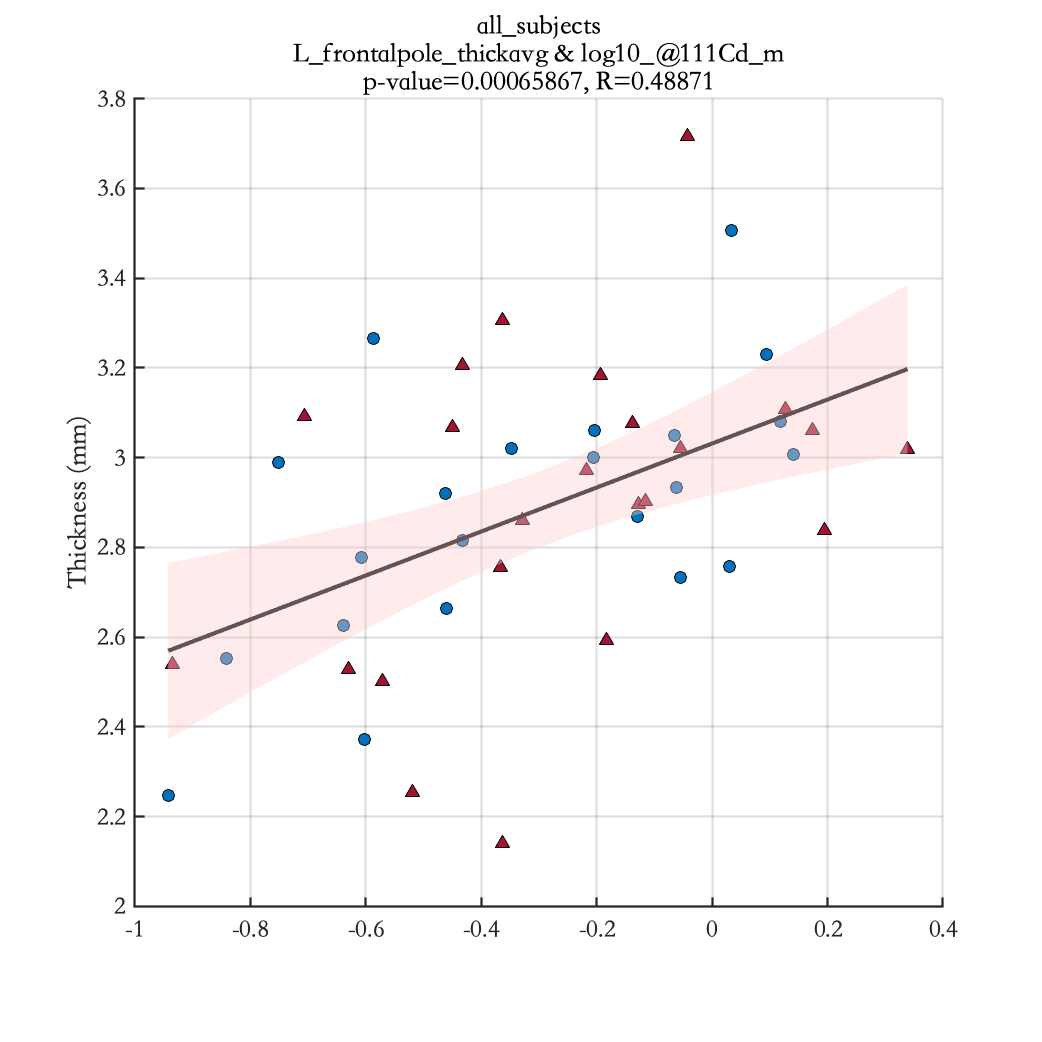 all_subjects
L_frontalpole_thickavg & log10_@111Cd_m
p-value=0.00065867, R=0.48871
3.8
3.6
3.4
3.2
3
2.8
2.6
2.4
2.2
2
Thickness (mm)
-1 -0.8 -0.6 -0.4 -0.2 0 0.2 0.4